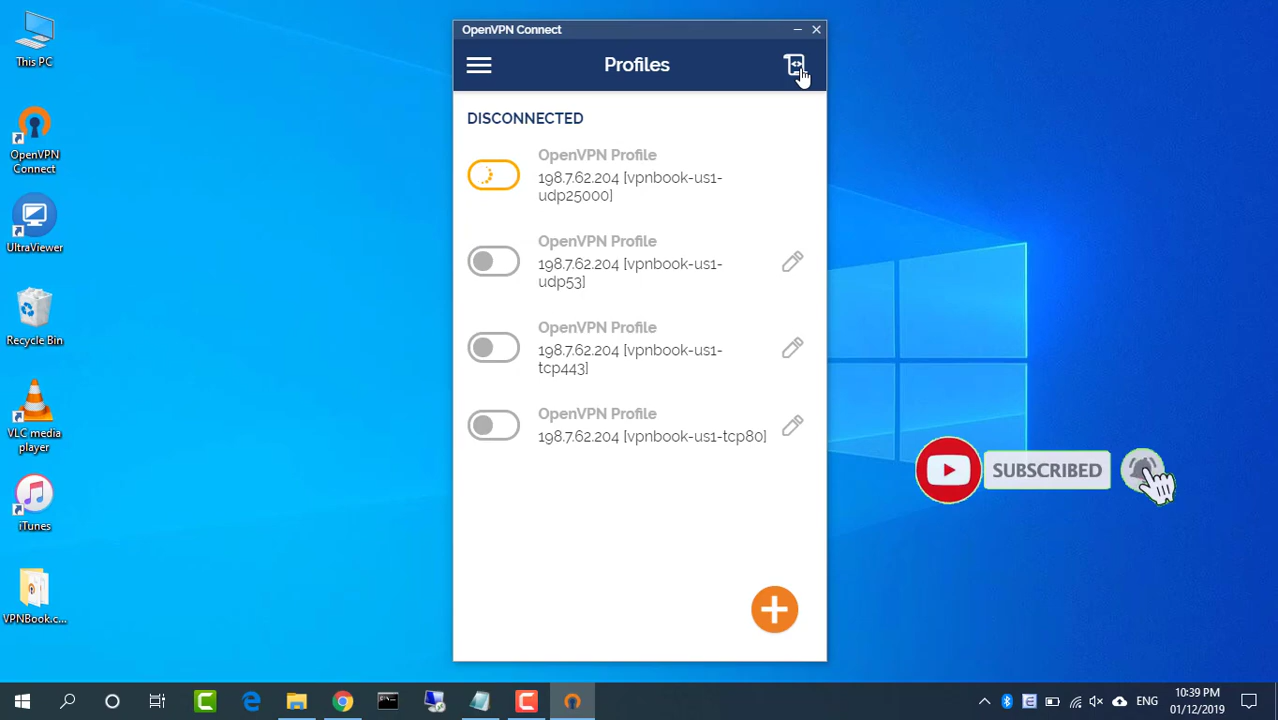 This PC
OpenVPN
Connect
UltraViewer
Recycle Bin
VLC media
player
iTunes
VPNBook.c...
OpenVPN Connect
Profiles
DISCONNECTED
OpenVPN Profile
198.7.62.204 [vpnbook-us1-
udp25000]
OpenVPN Profile
198.7.62.204 [vpnbook-us1-
udp53]
OpenVPN Profile
198.7.62.204 [vpnbook-us1-
tcp443]
OpenVPN Profile
198.7.62.204 [vpnbook-us1-tcp80]
SUBSCRIBED
ENG
10:39 PM
01/12/2019